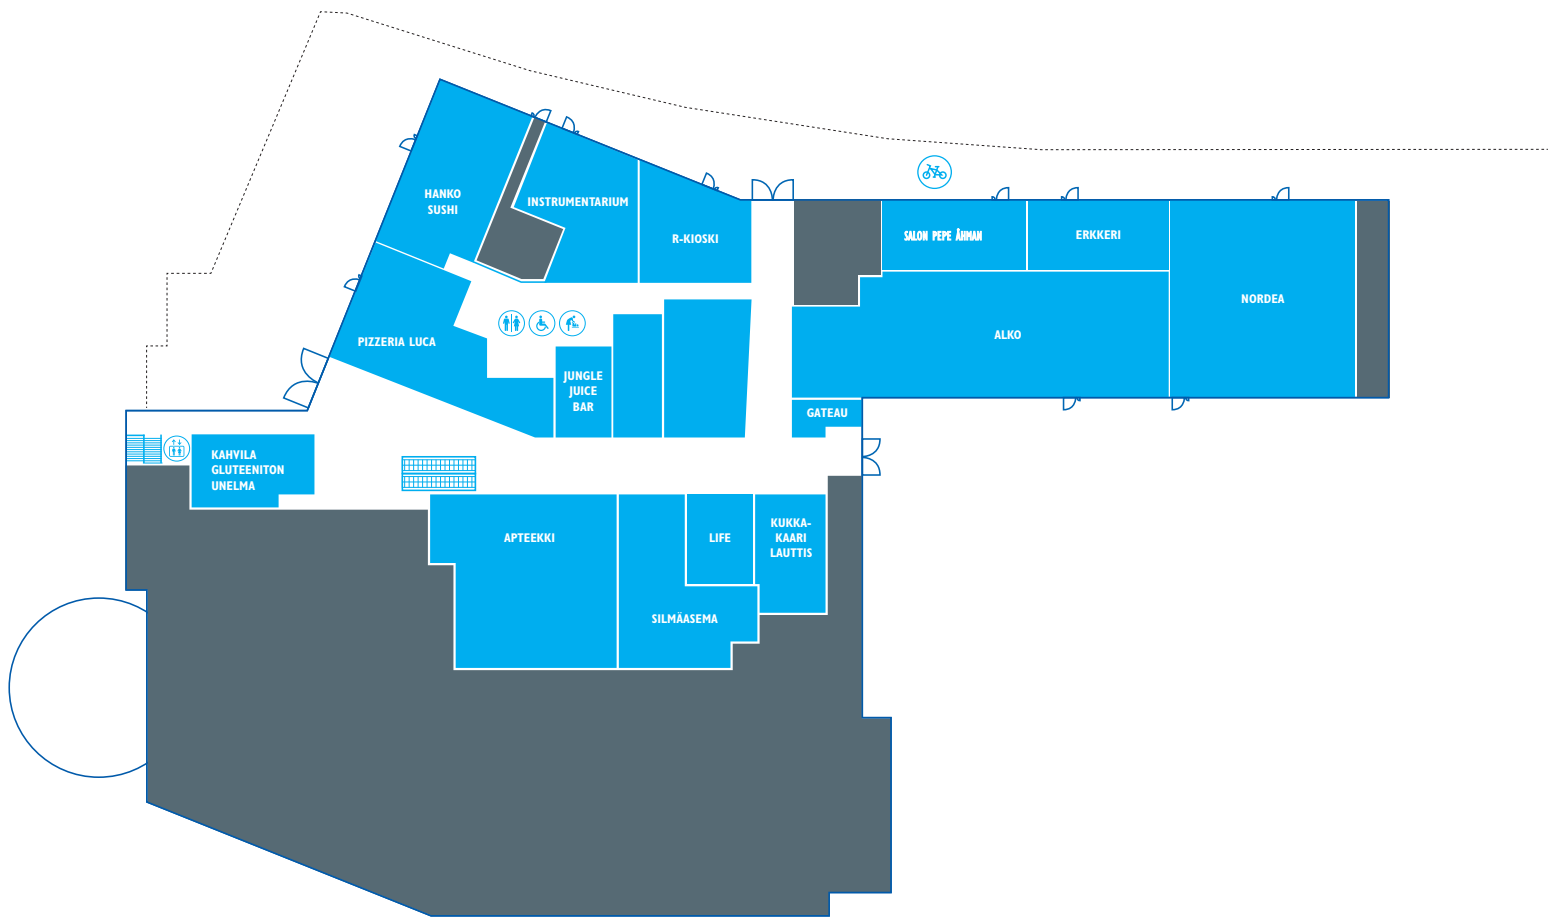 HANKO
SUSHI
INSTRUMENTARIUM
R-KIOSKI
SALON PEPE ÅHMAN
ERKKERI
NORDEA
ALKO
PIZZERIA LUCA
JUNGLE
JUICE
BAR
GATEAU
KAHVILA
GLUTEENITON
UNELMA
APTEEKKI
LIFE
KUKKA-
KAARI
LAUTTIS
SILMÄASEMA